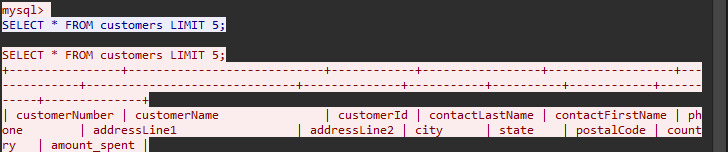 mysql>
SELECT * FROM customers LIMIT 5;
SELECT * FROM customers LIMIT 5;
+----------------+------------------------------+------------+-----------------+------------------+---
----------+------------------------------+--------------+----------+----------+------------+------
-----+--------------+
| customerNumber | customerName | customerId | contactLastName | contactFirstName | ph
one | addressLine1 | addressLine2 | city | state | postalCode | count
ry | amount_spent |